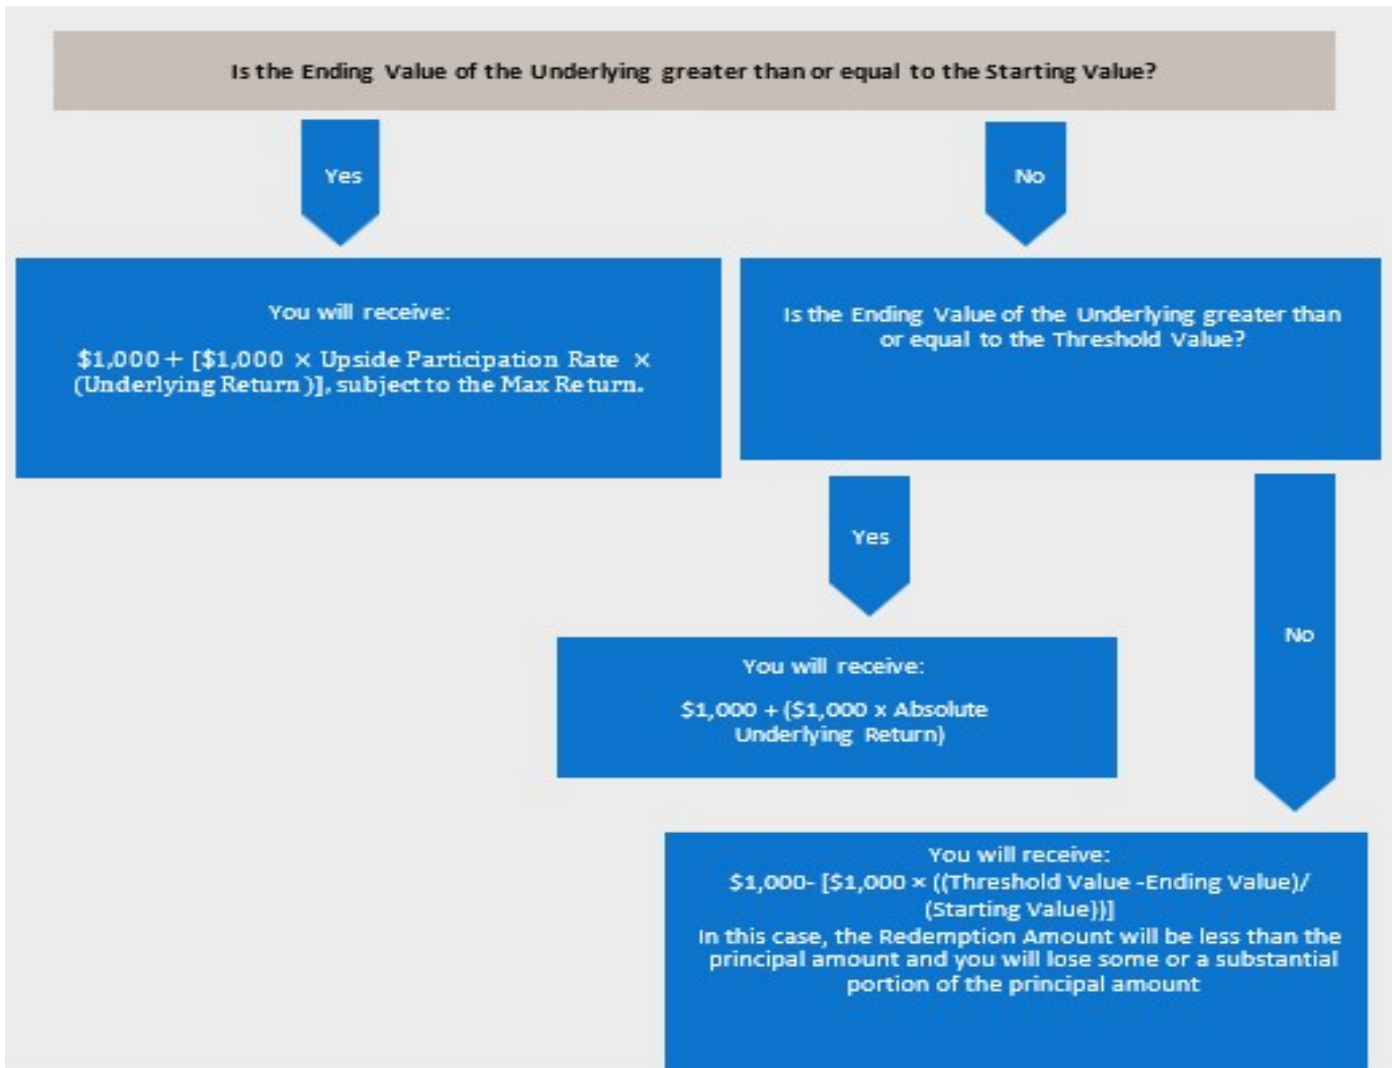 Is the Ending Value of the Underlying greater than or equal to the Starting Value?
Yes
No
You will receive:
$1,000 + [$1,000 × Upside Participation Rate ×
(Underlying Return)], subject to the Max Return.
Is the Ending Value of the Underlying greater than
or equal to the Threshold Value?
Yes
No
You will receive:
$1,000 + ($1,000 x Absolute
Underlying Return)
You will receive:
$1,000- [$1,000 × ((Threshold Value -Ending Value)/
(Starting Value))]
In this case, the Redemption Amount will be less than the
principal amount and you will lose some or a substantial
portion of the principal amount